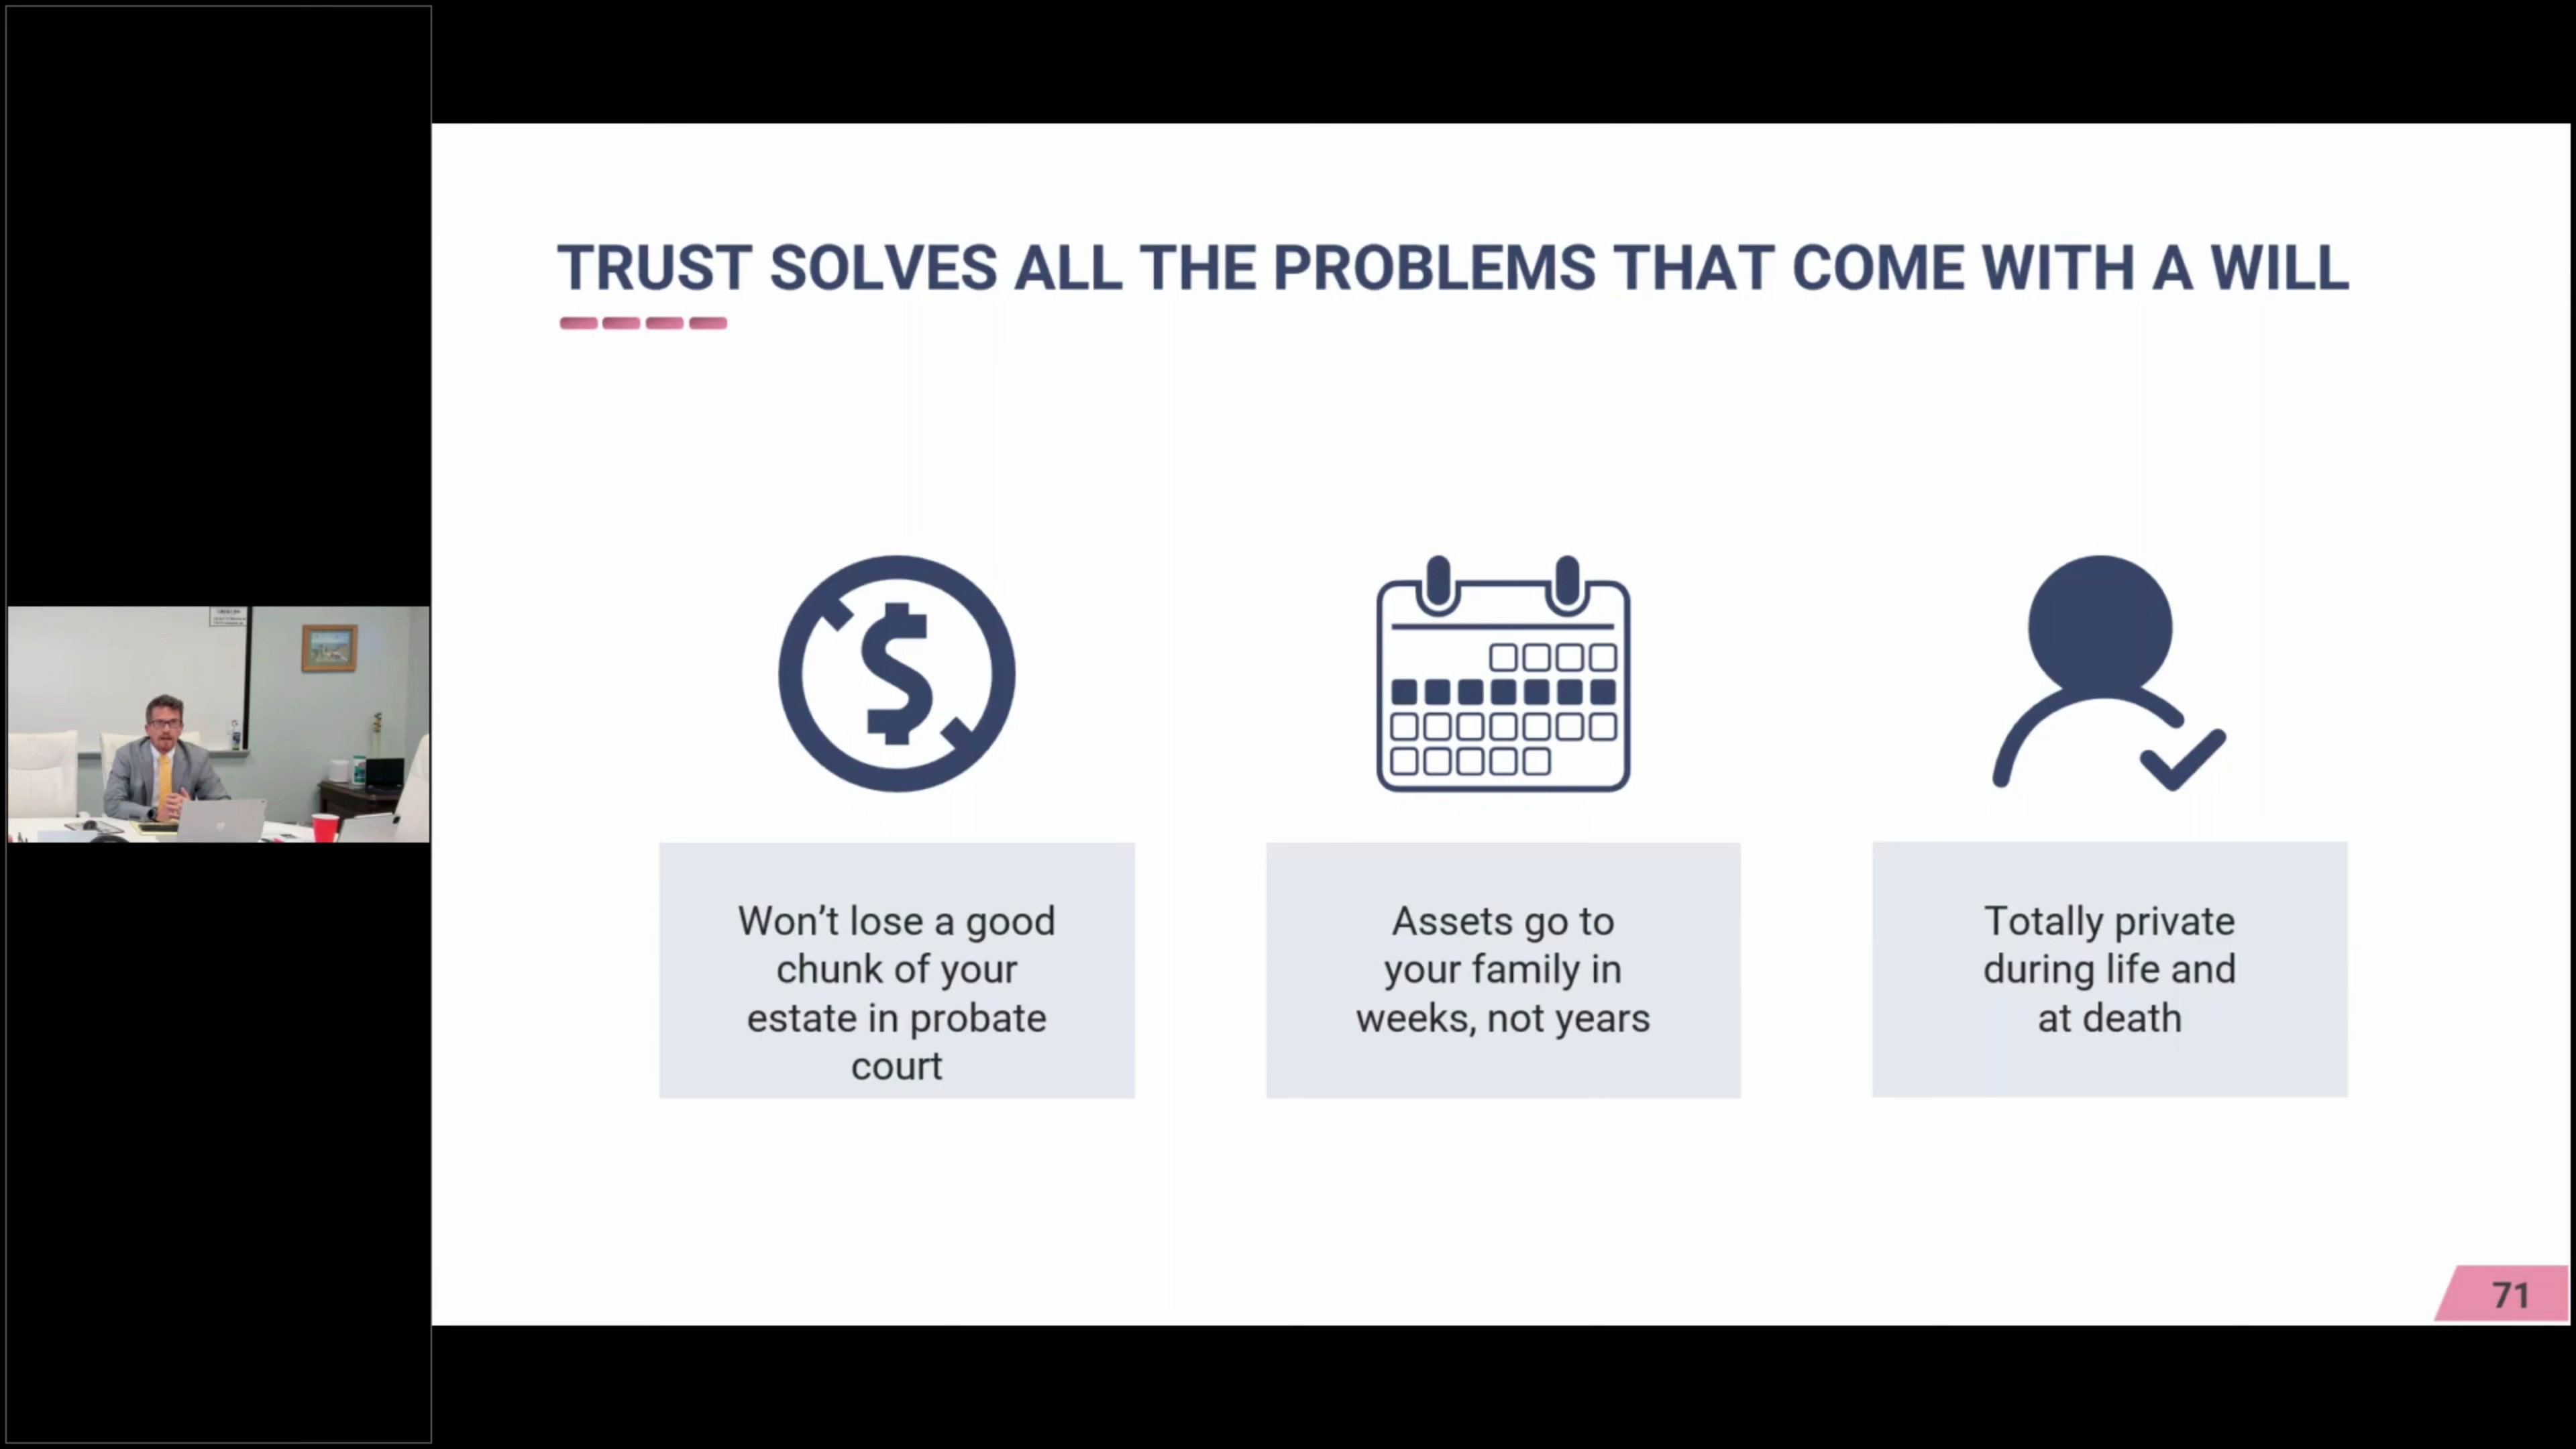 TRUST SOLVES ALL THE PROBLEMS THAT COME WITH A WILL
Won’t lose a good
chunk of your
estate in probate
court
Assets go to
your family in
weeks, not years
Totally private
during life and
at death
71